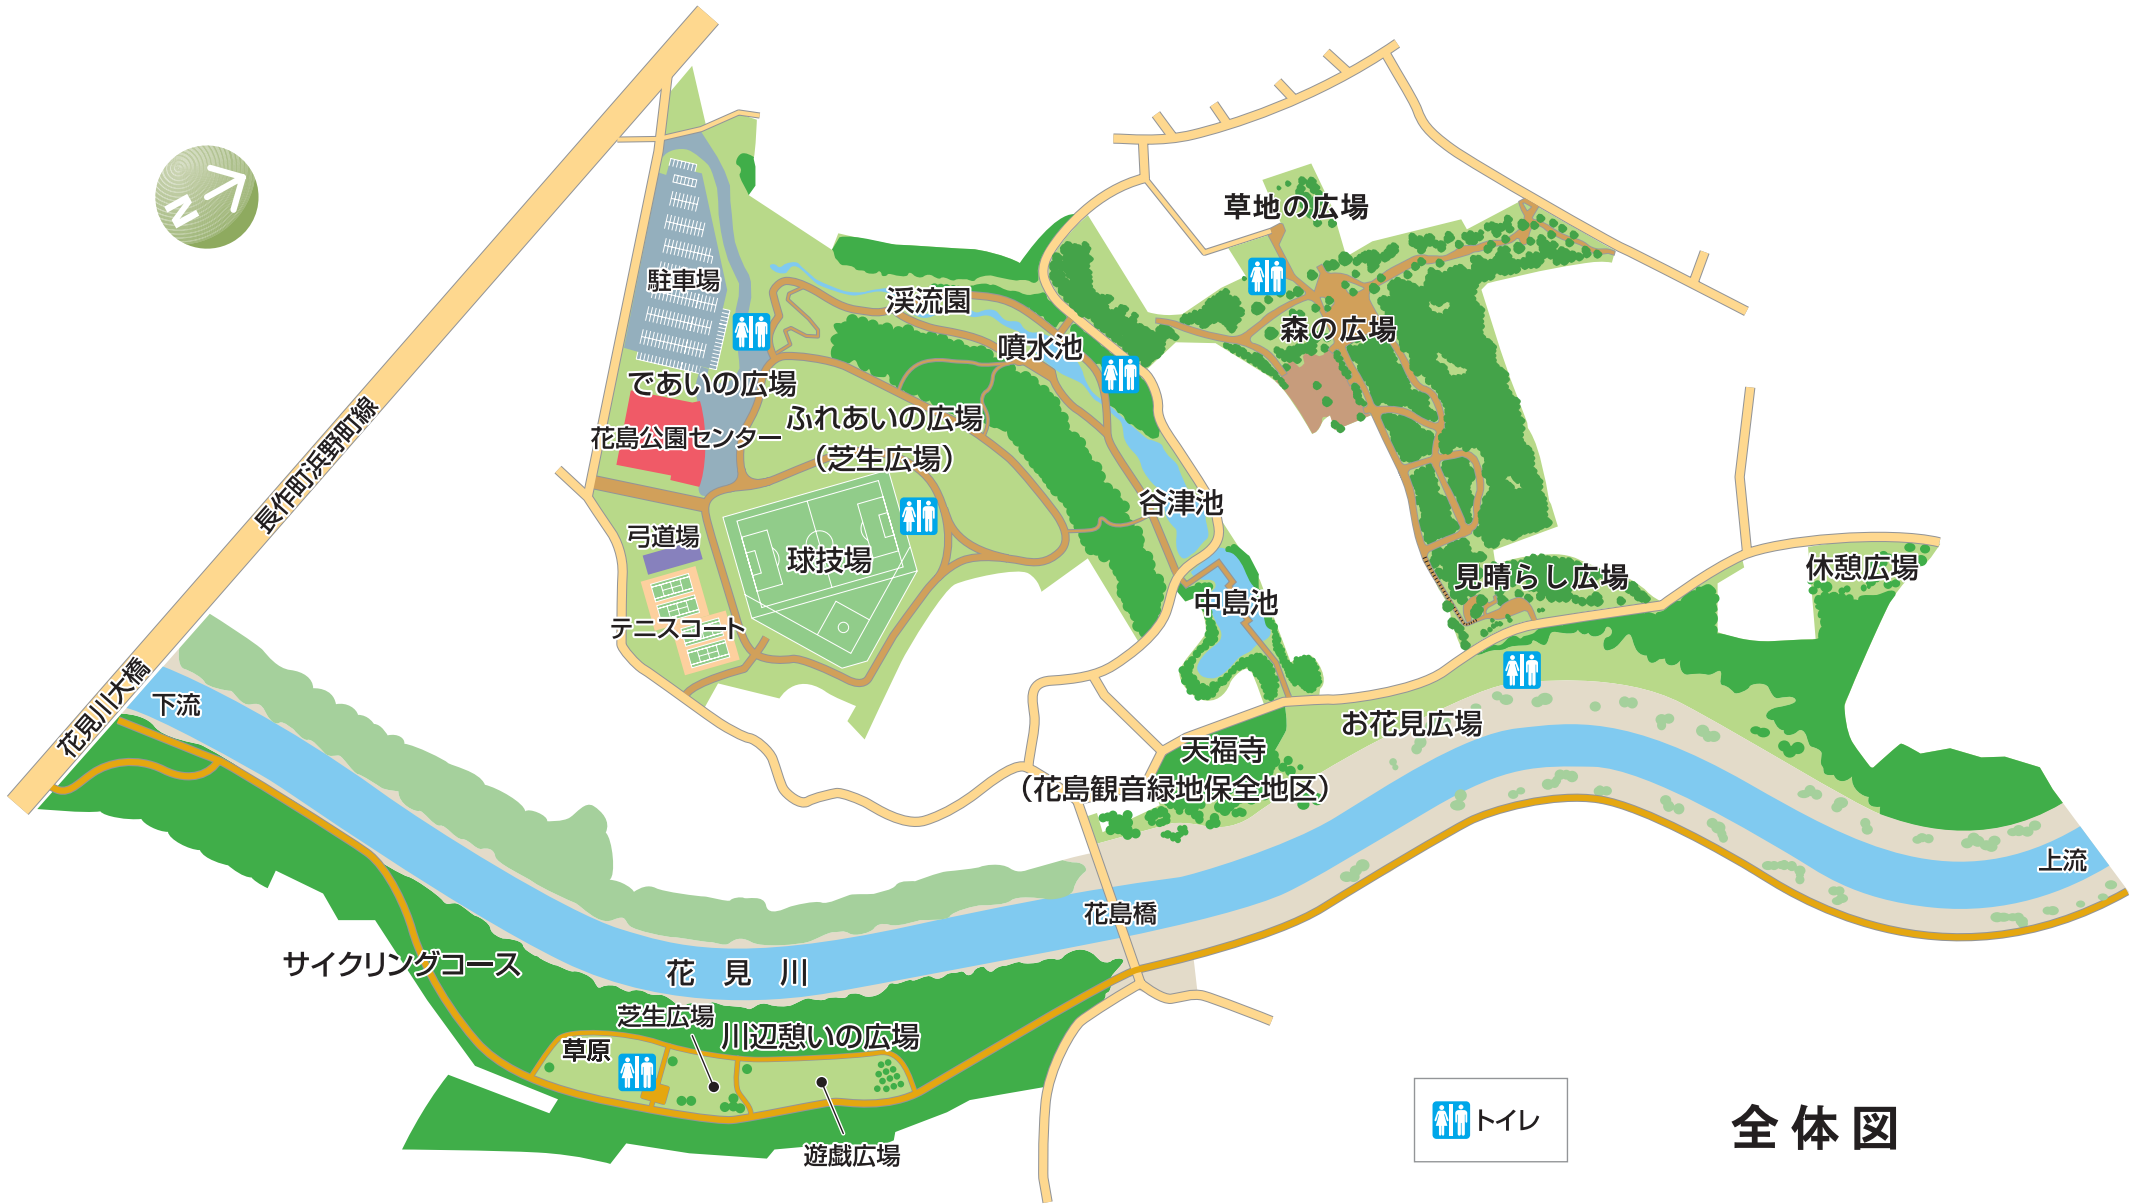 N
草地の広場
駐車場
渓流園
森の広場
噴水池
であいの広場
ふれあいの広場
（芝生広場）
花島公園センター
長作町浜野町線
谷津池
弓道場
球技場
見晴らし広場
休憩広場
中島池
テニスコート
花見川大橋
下流
お花見広場
天福寺
（花島観音緑地保全地区）
上流
花島橋
サイクリングコース
花見川
芝生広場
川辺憩いの広場
草原
遊戯広場
トイレ
全体図